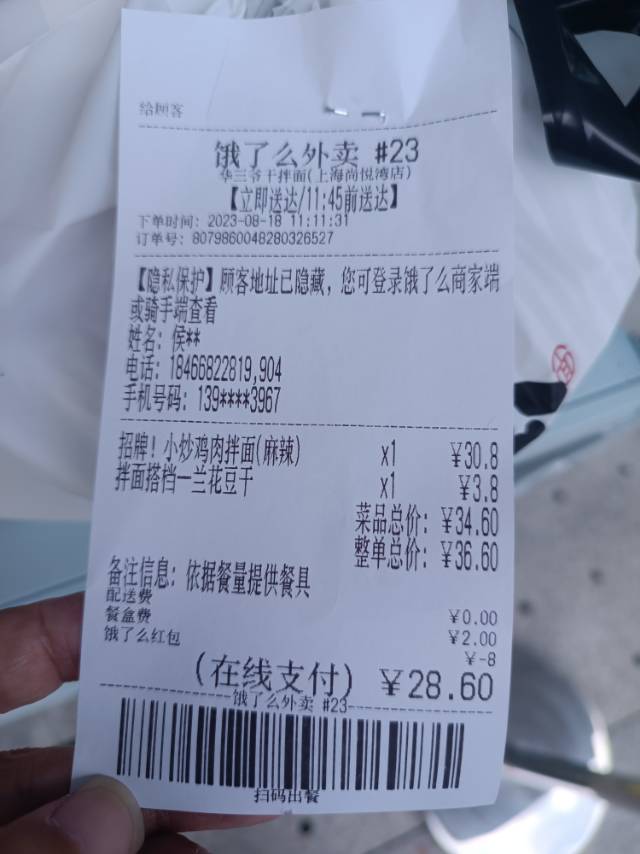 给顾客
饿了么外卖 #23
华三爷干拌面(上海尚悦湾店)
【立即送达/11:45前送达】
下单时间: 2023-08-18 11:11:31
订单号: 8079860048280326527
【隐私保护】顾客地址已隐藏，您可登录饿了么商家端
或骑手端查看
姓名: 侯**
电话: 18466822819,904
手机号码: 139****3967
招牌！小炒鸡肉拌面(麻辣) x1 ¥30.8
拌面搭档—兰花豆干 x1 ¥3.8
菜品总价: ¥34.60
整单总价: ¥36.60
备注信息: 依据餐量提供餐具
配送费 ¥0.00
餐盒费 ¥2.00
饿了么红包 ¥-8
(在线支付) ¥28.60
饿了么外卖 #23
扫码出餐